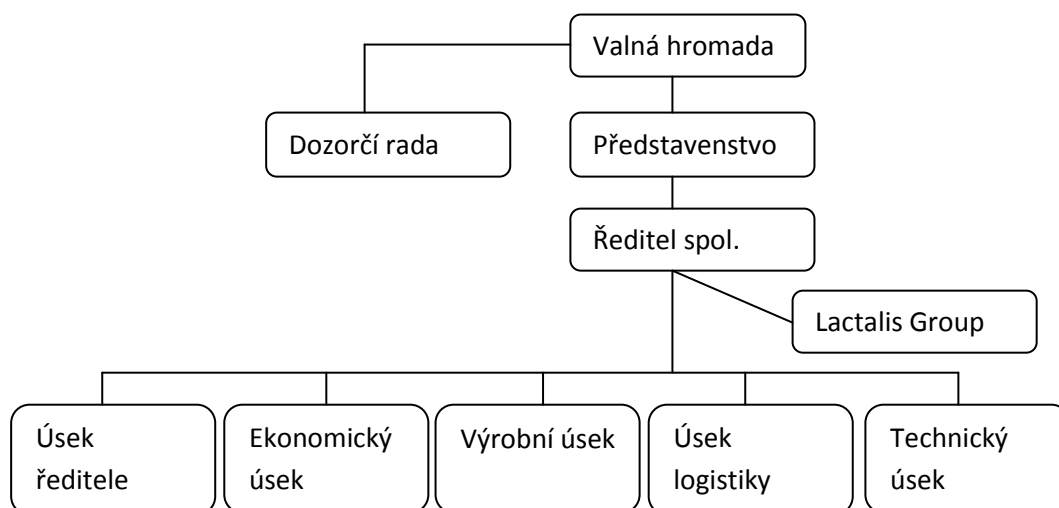 Valná hromada
Dozorčí rada
Představenstvo
Ředitel spol.
Lactalis Group
Úsek
ředitele
Ekonomický
úsek
Výrobní úsek
Úsek
logistiky
Technický
úsek